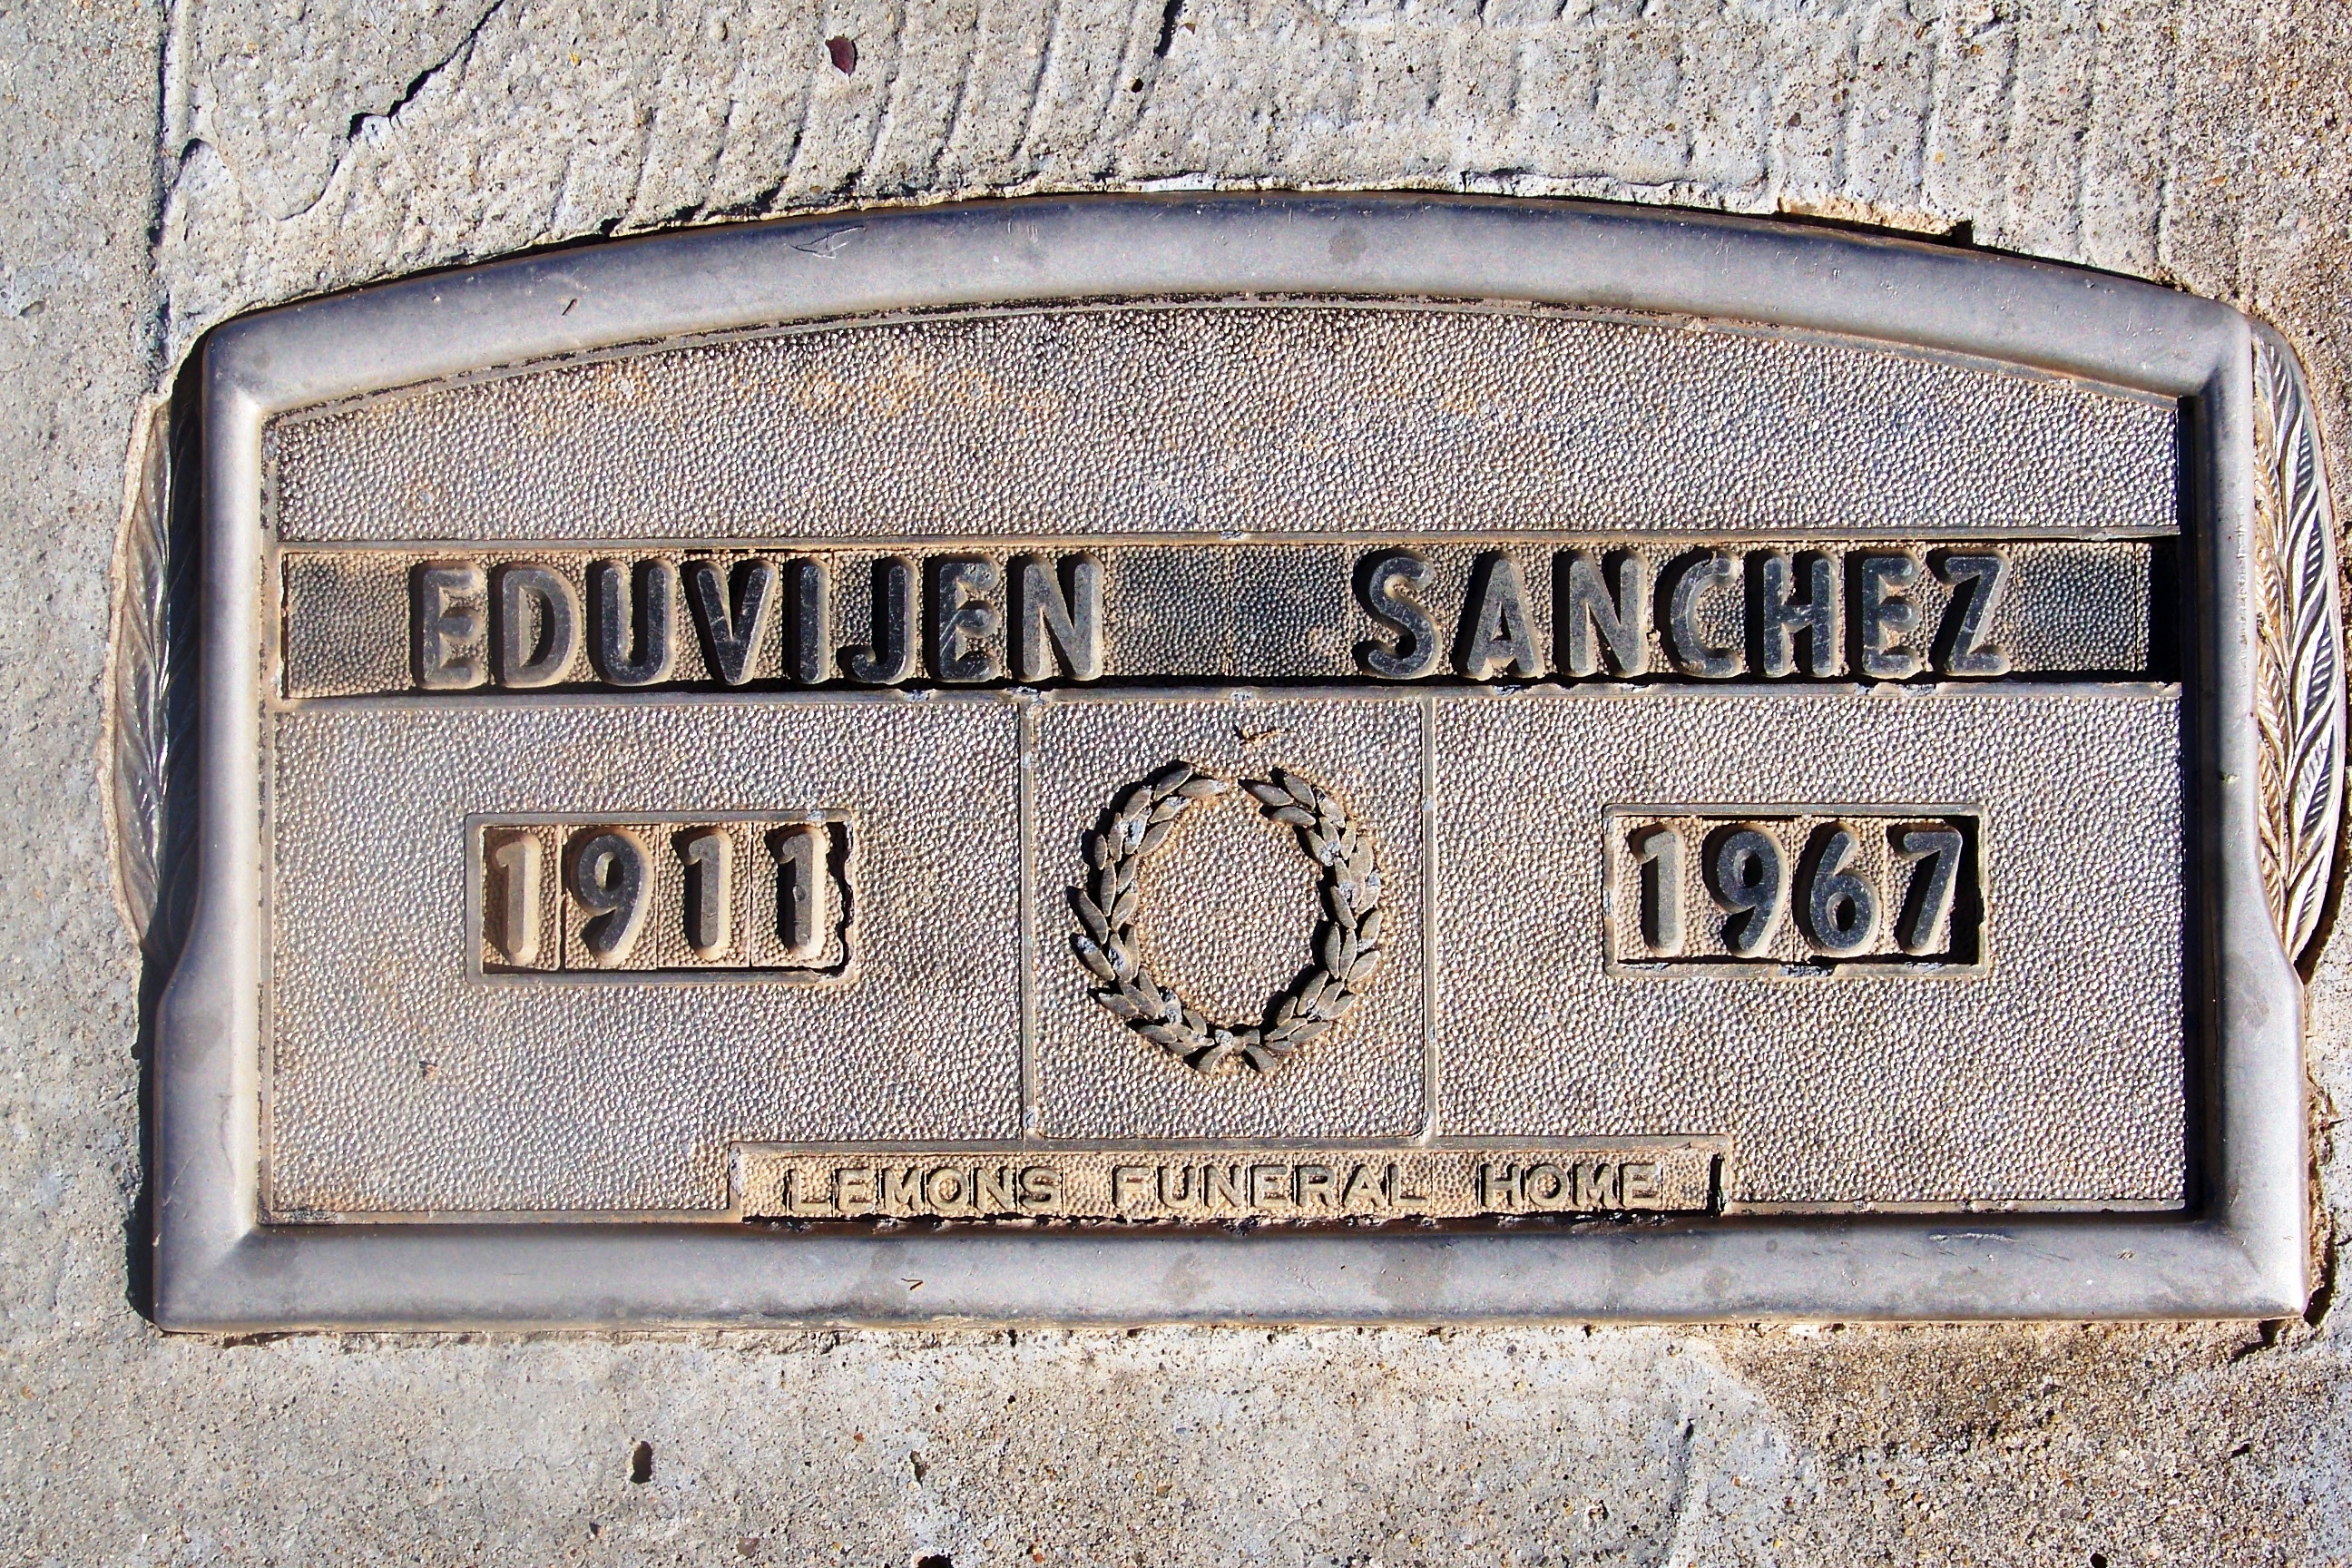 EDUVIJEN SANCHEZ
1911 1967
LEMONS FUNERAL HOME